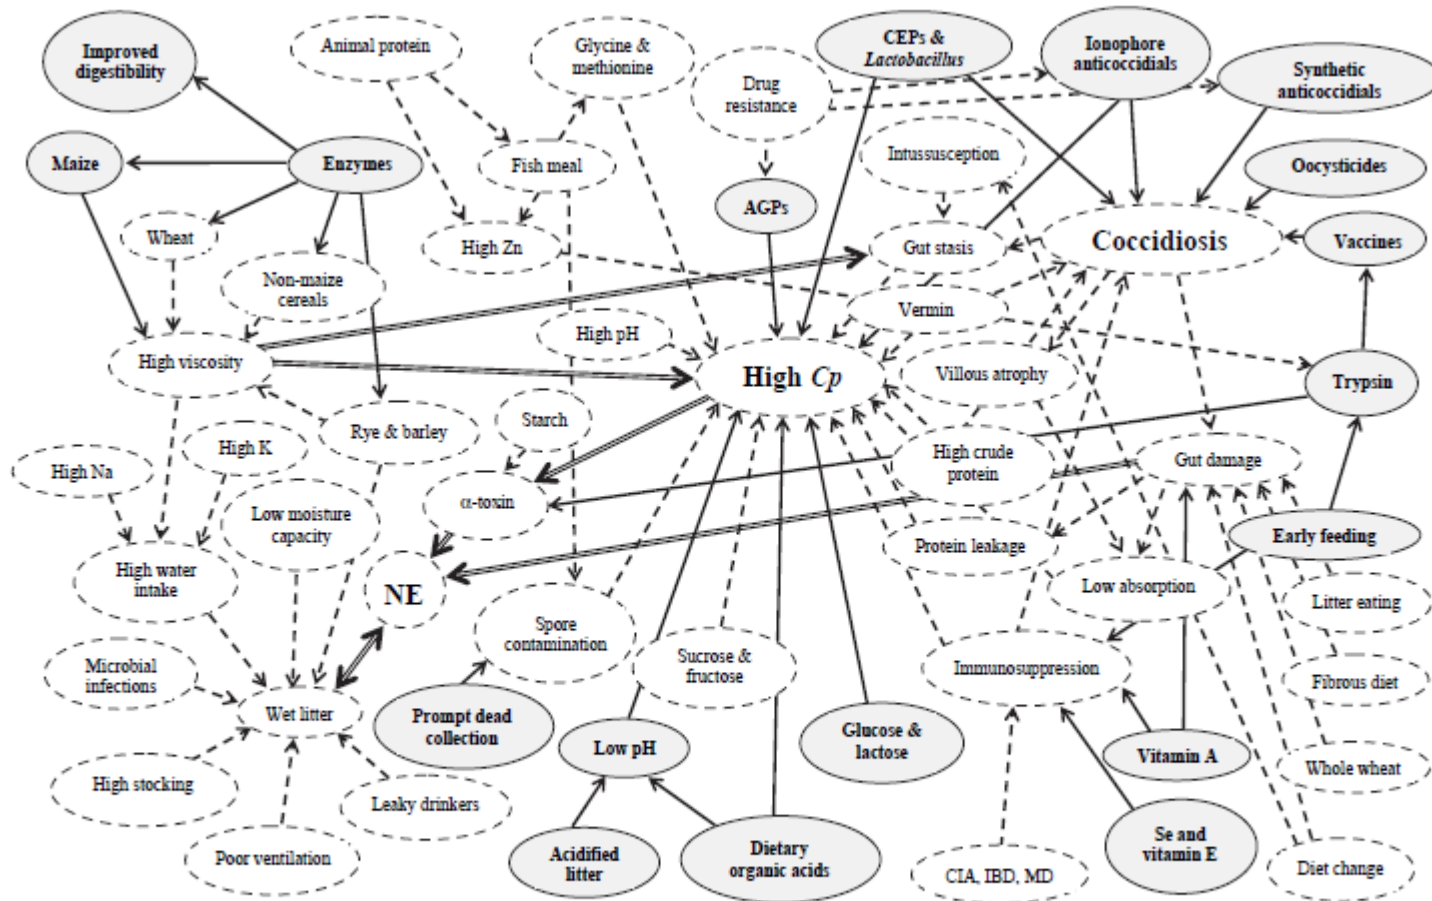 Improved
digestibility
Animal protein
Glycine &
methionine
CEPs &
Lactobacillus
Ionophore
anticoccidials
Drug
resistance
Synthetic
anticoccidials
Maize
Enzymes
Fish meal
Intussusception
Oocysticides
AGPs
Wheat
High Zn
Gut stasis
Coccidiosis
Vaccines
Non-maize
cereals
Vermin
High pH
High viscosity
High Cp
Villous atrophy
Trypsin
Starch
Rye & barley
High K
High Na
High crude
protein
Gut damage
α-toxin
Low moisture
capacity
Protein leakage
Early feeding
High water
intake
NE
Low absorption
Litter eating
Spore
contamination
Sucrose &
fructose
Immunosuppression
Microbial
infections
Fibrous diet
Wet litter
Prompt dead
collection
Low pH
Glucose &
lactose
Vitamin A
Whole wheat
High stocking
Leaky drinkers
Poor ventilation
Acidified
litter
Dietary
organic acids
CIA, IBD, MD
Se and
vitamin E
Diet change